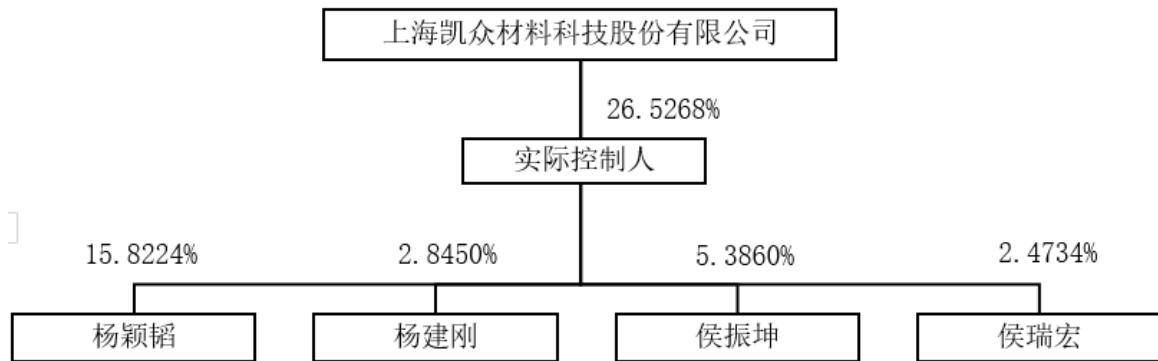 上海凯众材料科技股份有限公司
26.5268%
实际控制人
15.8224%
2.8450%
5.3860%
2.4734%
杨颖韬
杨建刚
侯振坤
侯瑞宏